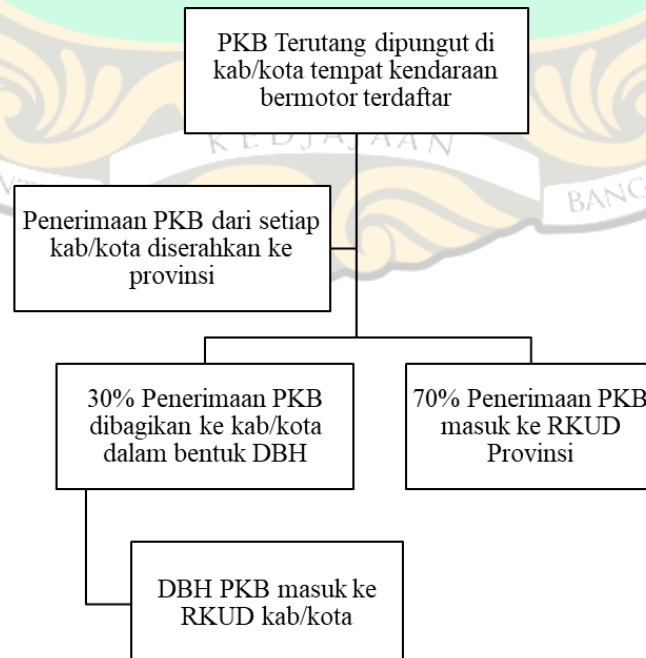 PKB Terutang dipungut di
kab/kota tempat kendaraan
bermotor terdaftar
KEDJAJAAN
BANG
Penerimaan PKB dari setiap
kab/kota diserahkan ke
provinsi
30% Penerimaan PKB
dibagikan ke kab/kota
dalam bentuk DBH
70% Penerimaan PKB
masuk ke RKUD
Provinsi
DBH PKB masuk ke
RKUD kab/kota